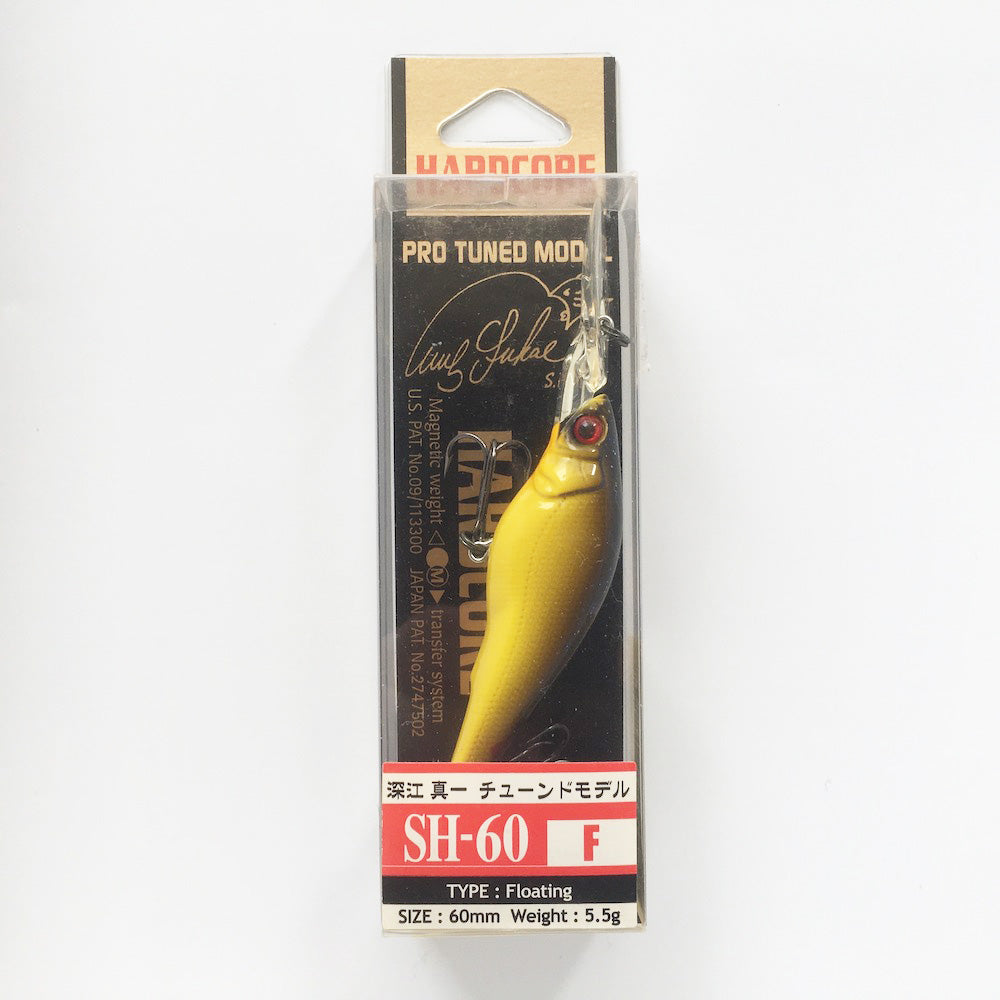 HARDCORE
PRO TUNED MODEL
HARDCORE
Magnetic weight ◁Ⓜ▶ transfer system
U.S. PAT. No.09/113300 JAPAN PAT. No.2747502
深江 真一 チューンドモデル
SH-60
F
TYPE : Floating
SIZE : 60mm Weight : 5.5g